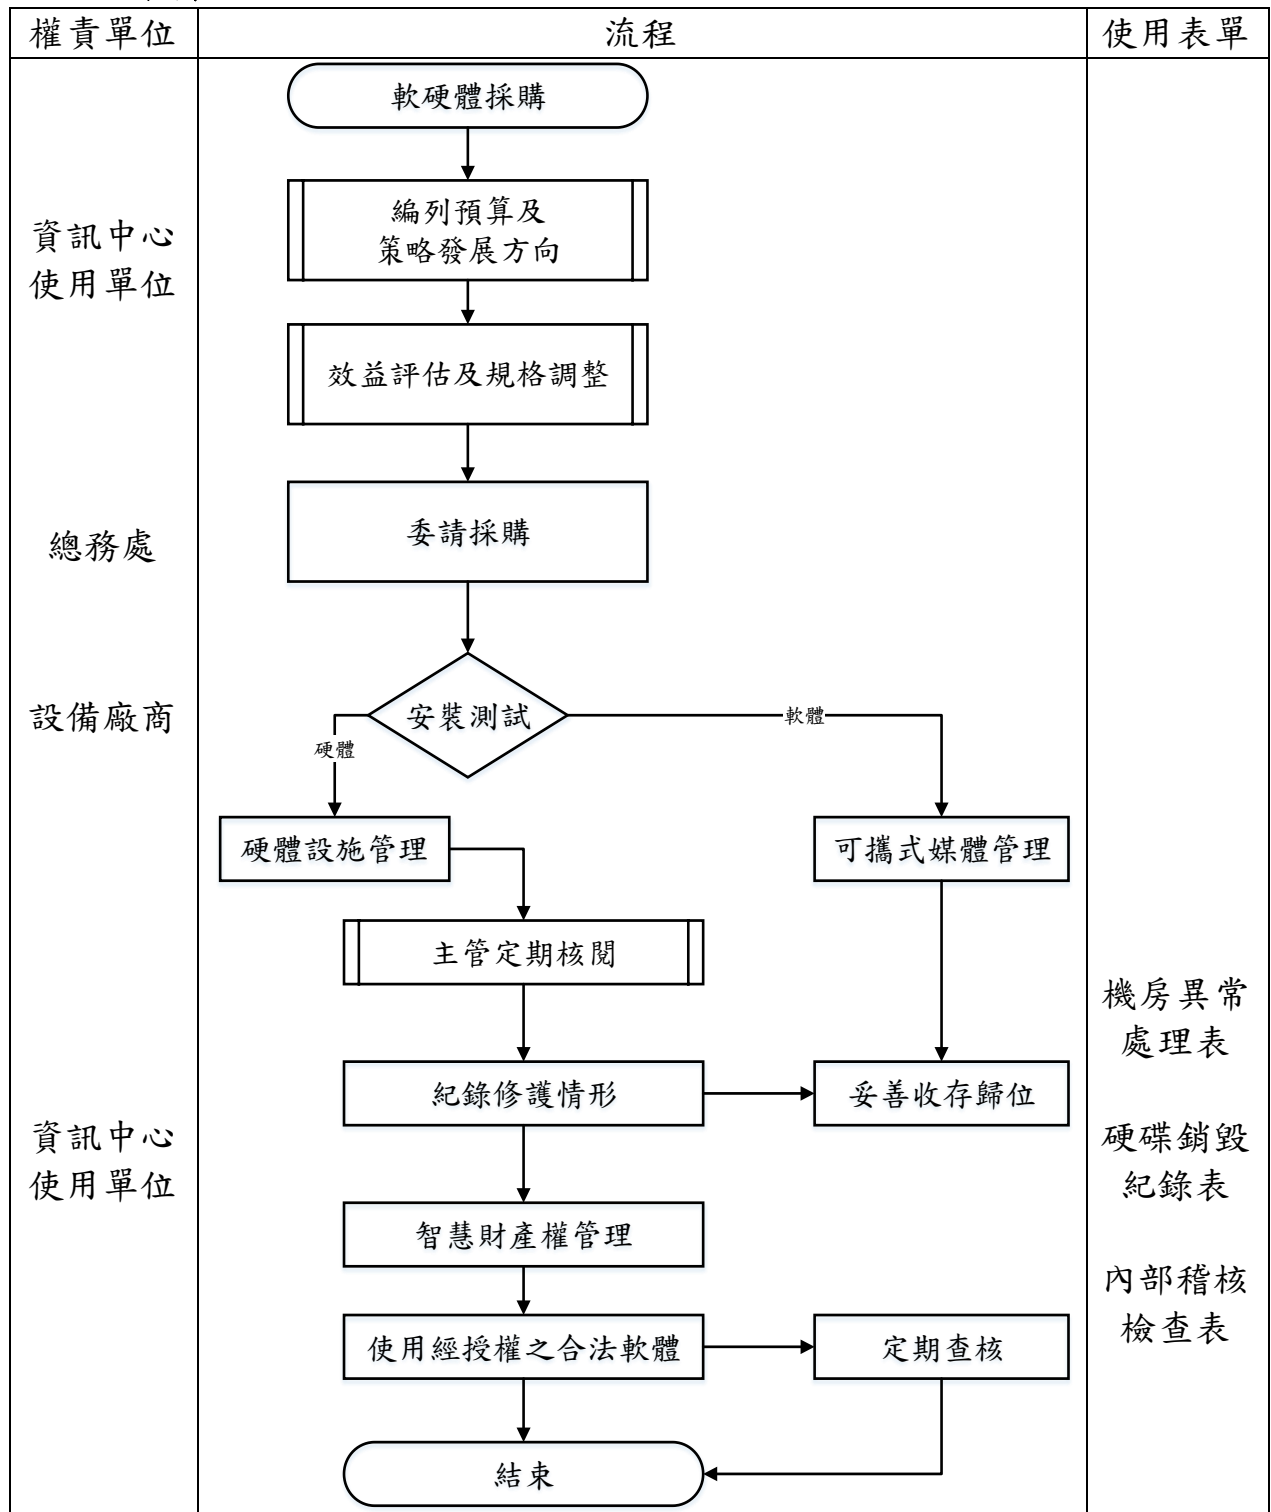 權責單位
流程
使用表單
軟硬體採購
編列預算及
策略發展方向
資訊中心
使用單位
效益評估及規格調整
總務處
委請採購
設備廠商
安裝測試
軟體
硬體
硬體設施管理
可攜式媒體管理
主管定期核閱
機房異常
處理表
紀錄修護情形
妥善收存歸位
資訊中心
使用單位
硬碟銷毀
紀錄表
智慧財產權管理
內部稽核
檢查表
使用經授權之合法軟體
定期查核
結束